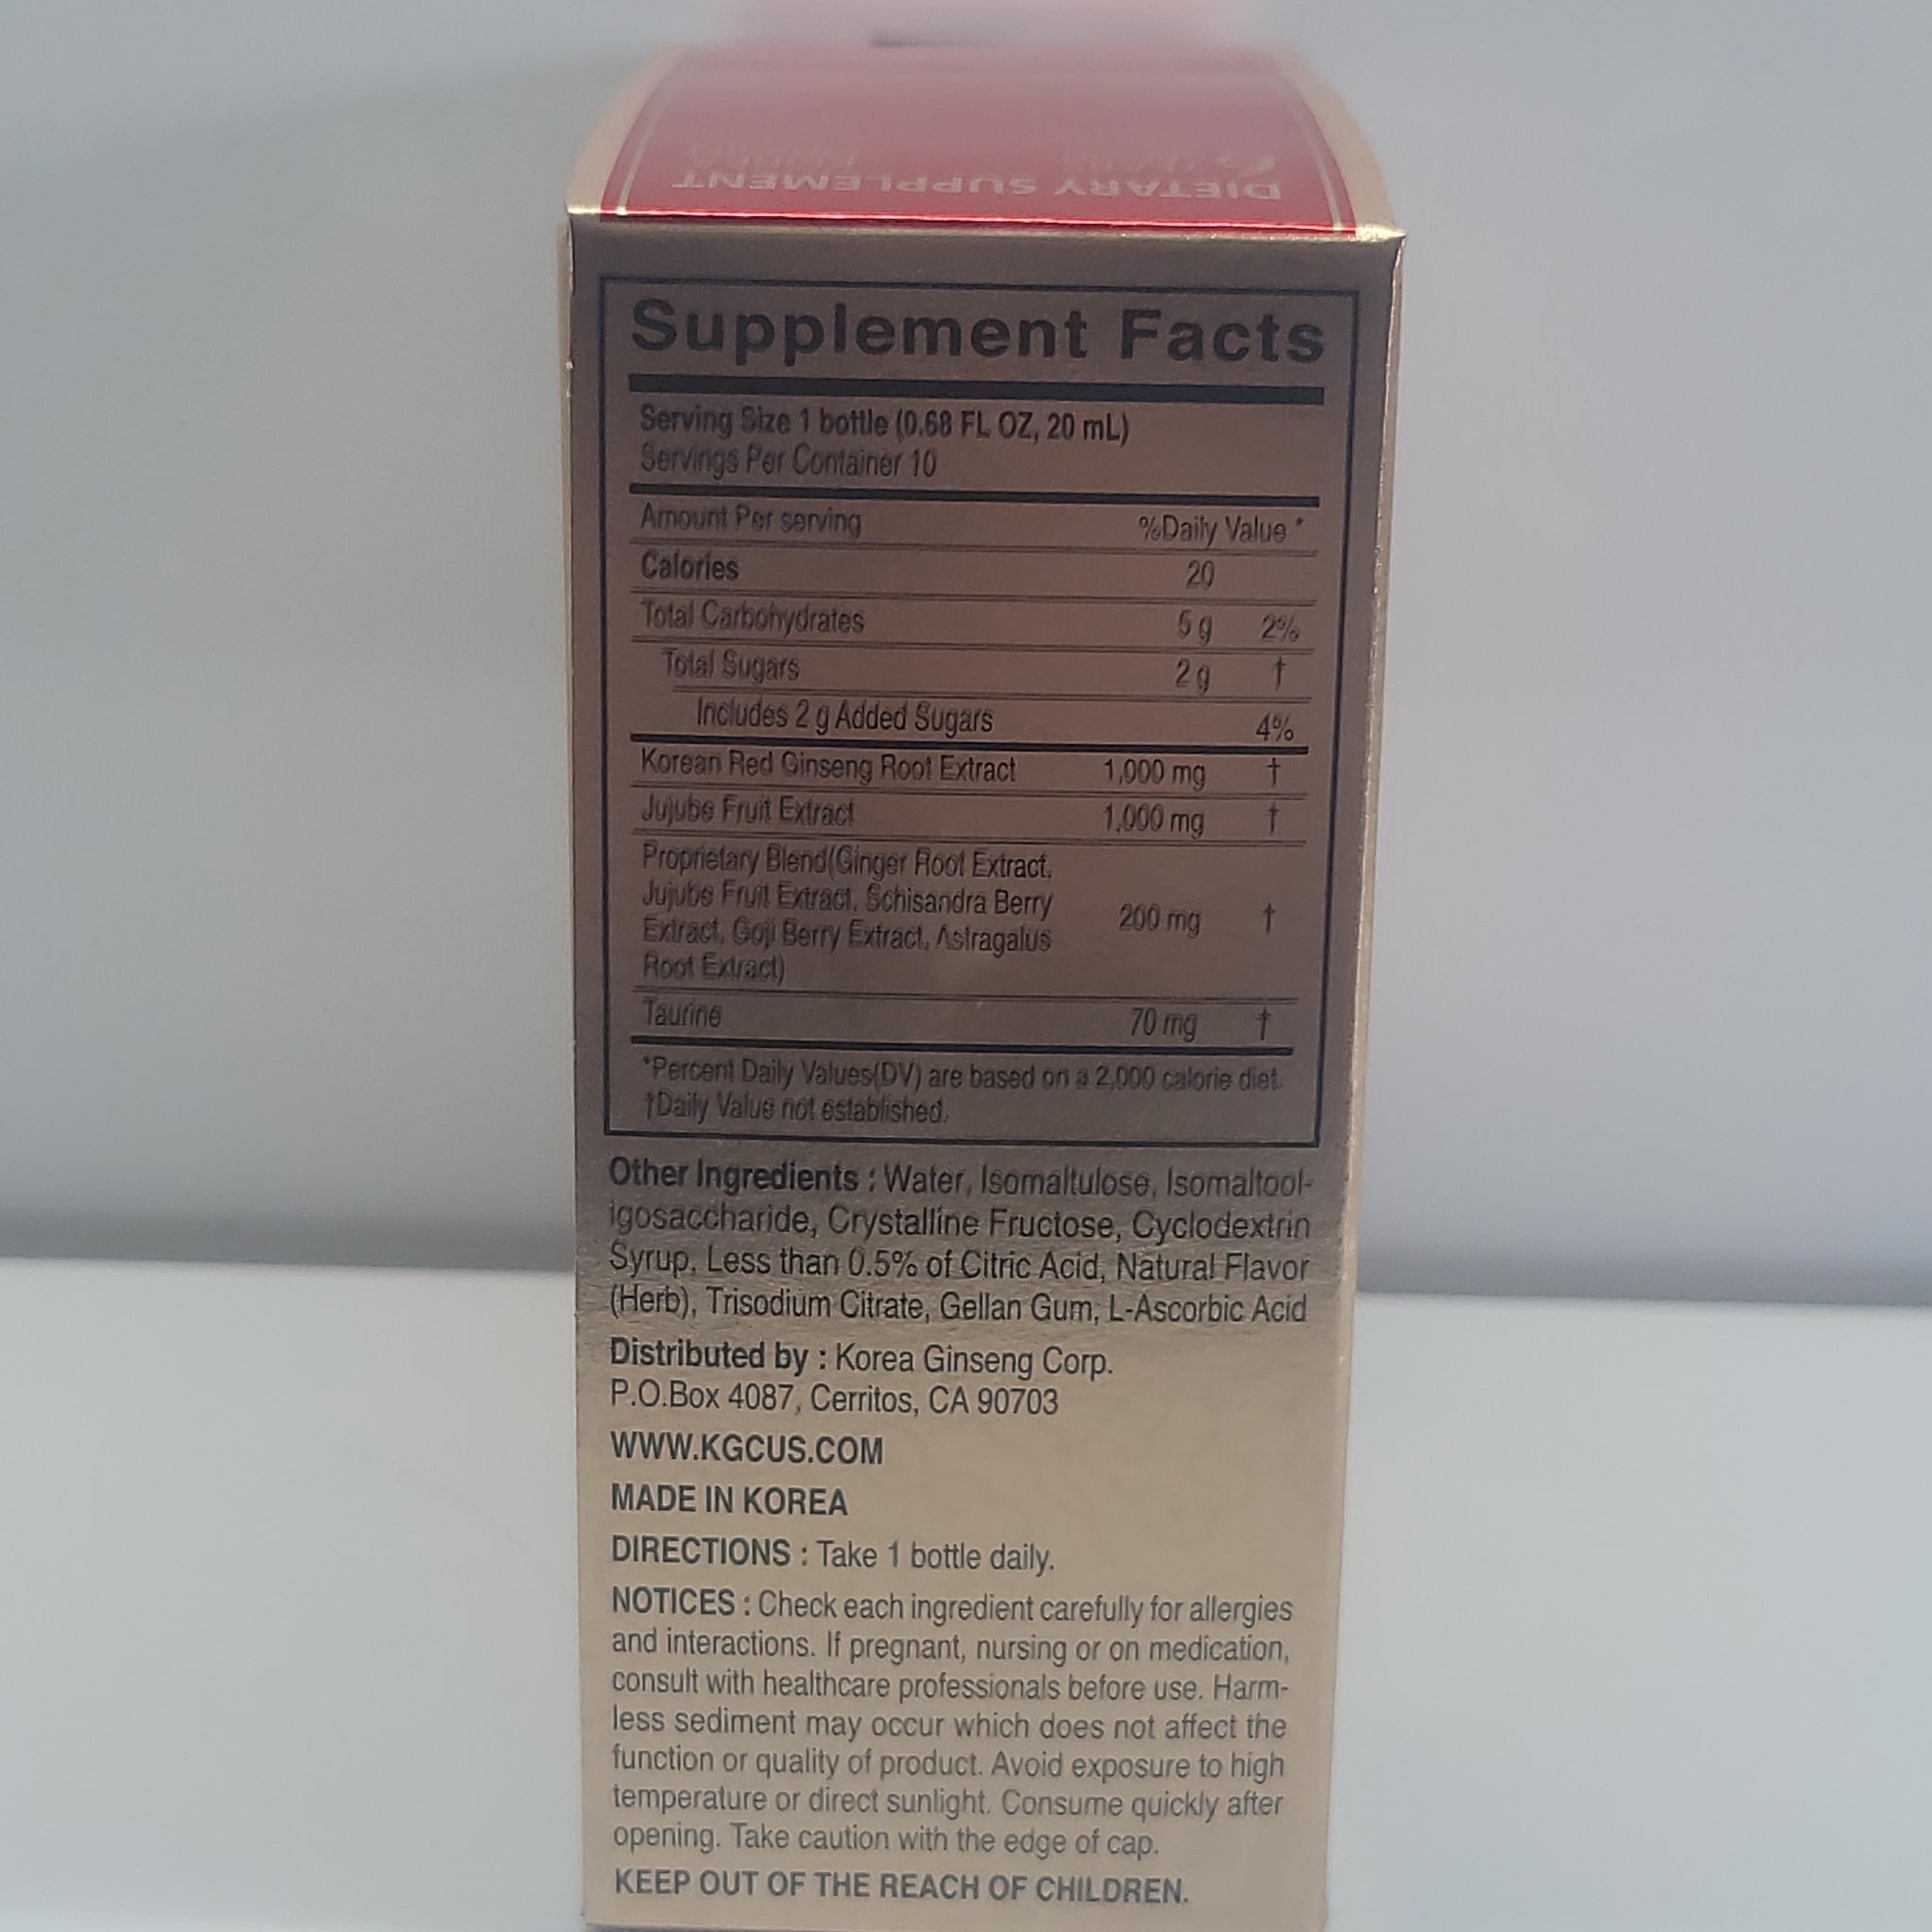 DIETARY SUPPLEMENT
Supplement Facts
Serving Size 1 bottle (0.68 FL OZ, 20 mL)
Servings Per Container 10
Amount Per serving %Daily Value *
Calories 20
Total Carbohydrates 5 g 2%
Total Sugars 2 g †
Includes 2 g Added Sugars 4%
Korean Red Ginseng Root Extract 1,000 mg †
Jujube Fruit Extract 1,000 mg †
Proprietary Blend(Ginger Root Extract,
Jujube Fruit Extract, Schisandra Berry
Extract, Goji Berry Extract, Astragalus
Root Extract) 200 mg †
Taurine 70 mg †
*Percent Daily Values(DV) are based on a 2,000 calorie diet.
†Daily Value not established.
Other Ingredients : Water, Isomaltulose, Isomaltool-
igosaccharide, Crystalline Fructose, Cyclodextrin
Syrup, Less than 0.5% of Citric Acid, Natural Flavor
(Herb), Trisodium Citrate, Gellan Gum, L-Ascorbic Acid
Distributed by : Korea Ginseng Corp.
P.O.Box 4087, Cerritos, CA 90703
WWW.KGCUS.COM
MADE IN KOREA
DIRECTIONS : Take 1 bottle daily.
NOTICES : Check each ingredient carefully for allergies
and interactions. If pregnant, nursing or on medication,
consult with healthcare professionals before use. Harm-
less sediment may occur which does not affect the
function or quality of product. Avoid exposure to high
temperature or direct sunlight. Consume quickly after
opening. Take caution with the edge of cap.
KEEP OUT OF THE REACH OF CHILDREN.